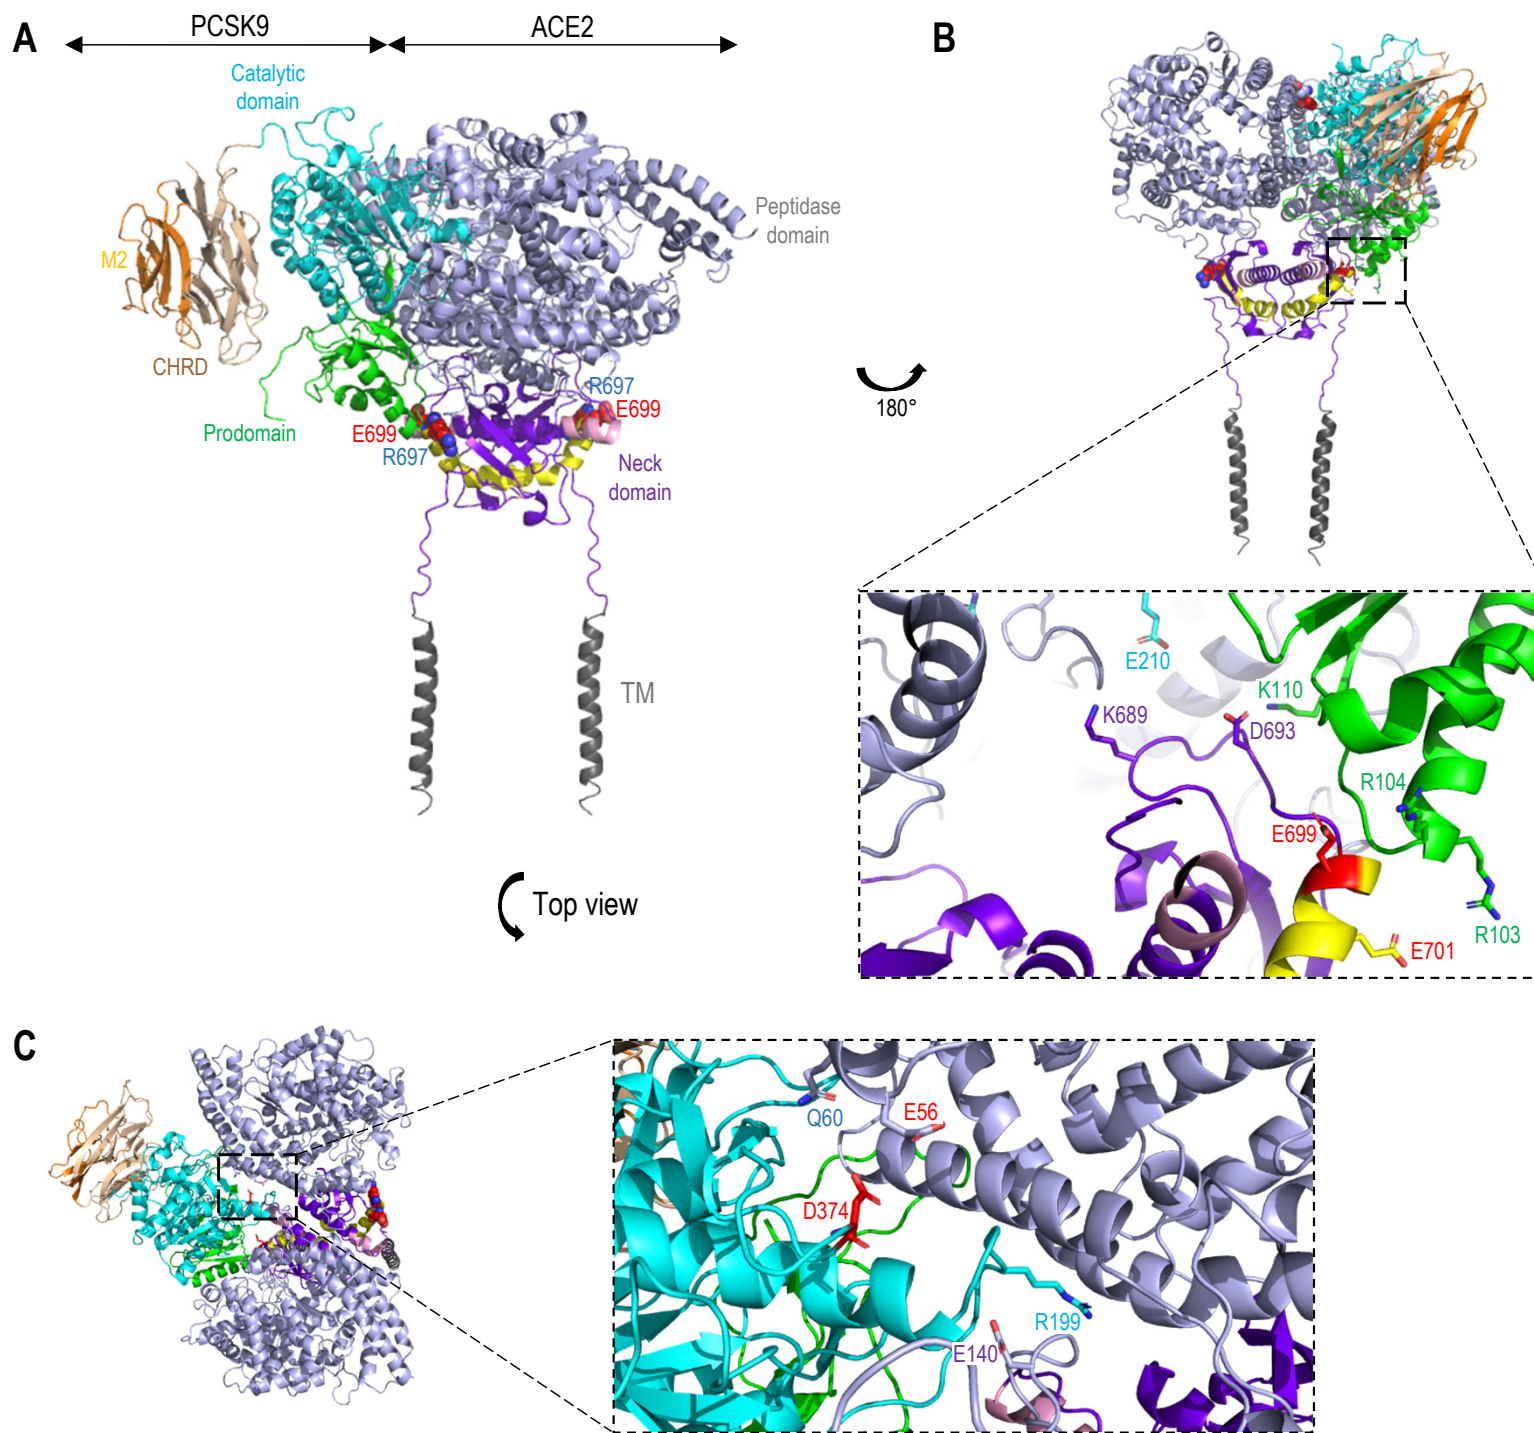 A
PCSK9
ACE2
Catalytic
domain
Peptidase
domain
M2
CHRD
Prodomain
R697
E699
E699
R697
Neck
domain
TM
Top view
B
180°
E210
K110
K689
D693
R104
E699
R103
E701
C
Q60
E56
D374
R199
E140